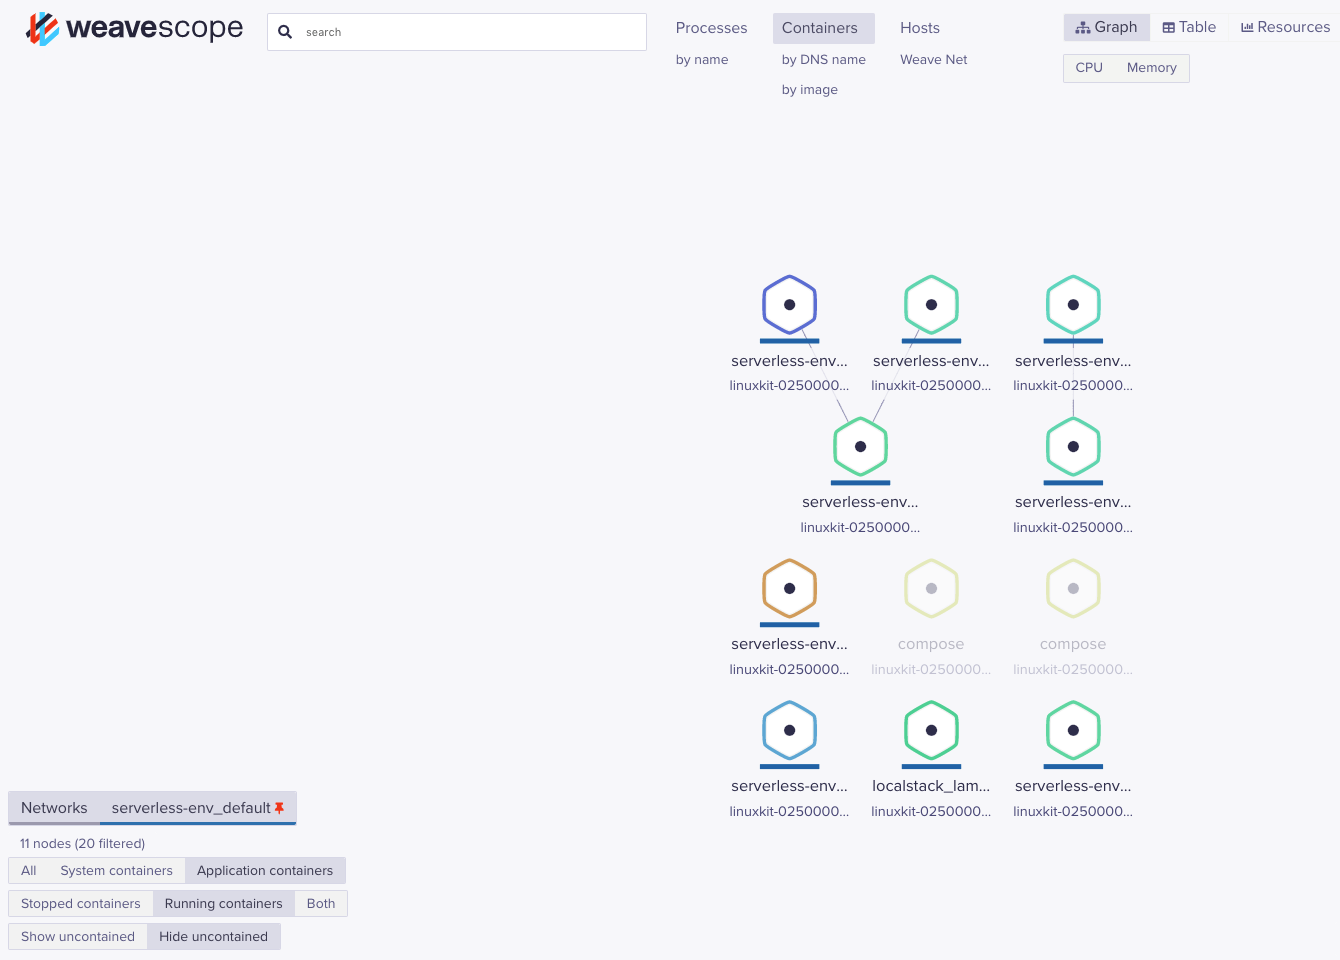 weavescope
search
Processes
by name
Containers
by DNS name
by image
Hosts
Weave Net
Graph
Table
Resources
CPU
Memory
serverless-env...
linuxkit-0250000...
serverless-env...
linuxkit-0250000...
serverless-env...
linuxkit-0250000...
serverless-env...
linuxkit-0250000...
serverless-env...
linuxkit-0250000...
serverless-env...
linuxkit-0250000...
compose
linuxkit-0250000...
compose
linuxkit-0250000...
serverless-env...
linuxkit-0250000...
localstack_lam...
linuxkit-0250000...
serverless-env...
linuxkit-0250000...
Networks
serverless-env_default
11 nodes (20 filtered)
All
System containers
Application containers
Stopped containers
Running containers
Both
Show uncontained
Hide uncontained